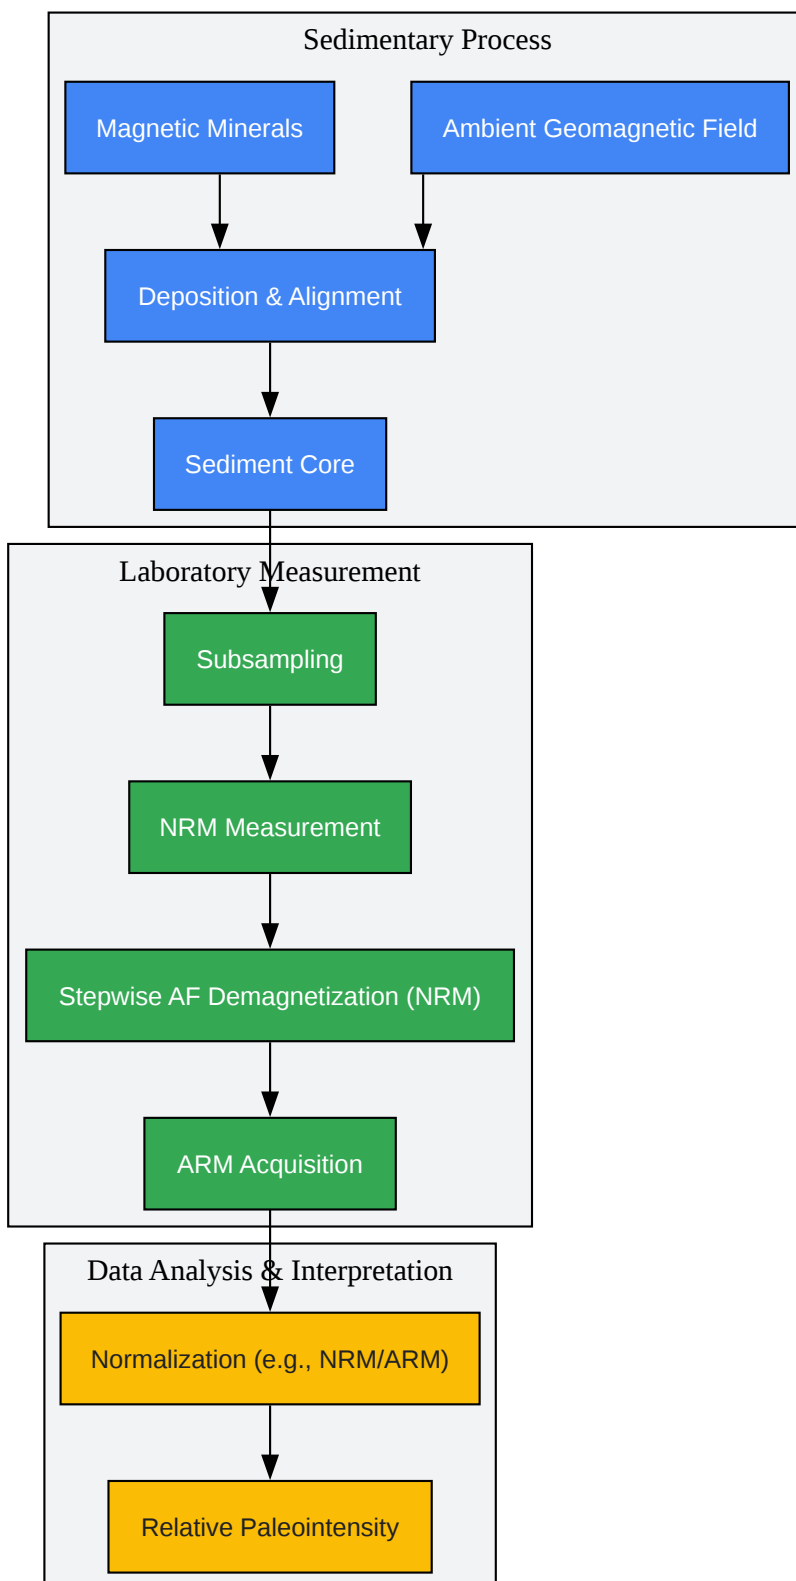 Sedimentary Process
Magnetic Minerals
Ambient Geomagnetic Field
Deposition & Alignment
Sediment Core
Laboratory Measurement
Subsampling
NRM Measurement
Stepwise AF Demagnetization (NRM)
ARM Acquisition
Data Analysis & Interpretation
Normalization (e.g., NRM/ARM)
Relative Paleointensity